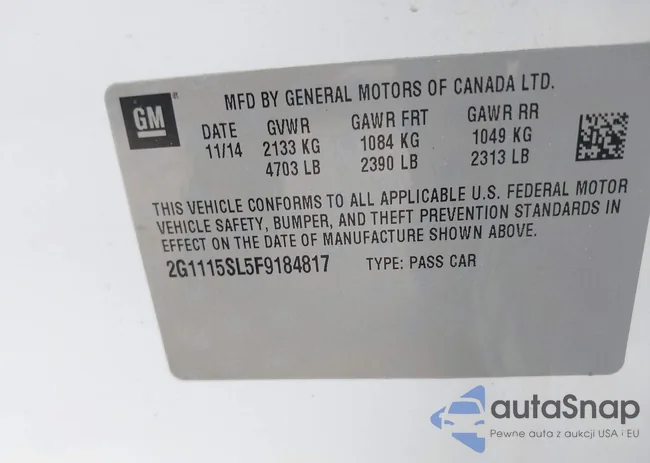 GM
MFD BY GENERAL MOTORS OF CANADA LTD.
DATE GVWR GAWR FRT GAWR RR
11/14 2133 KG 1084 KG 1049 KG
4703 LB 2390 LB 2313 LB
THIS VEHICLE CONFORMS TO ALL APPLICABLE U.S. FEDERAL MOTOR
VEHICLE SAFETY, BUMPER, AND THEFT PREVENTION STANDARDS IN
EFFECT ON THE DATE OF MANUFACTURE SHOWN ABOVE.
2G1115SL5F9184817 TYPE: PASS CAR
autaSnap
Pewne auta z aukcji USA i EU